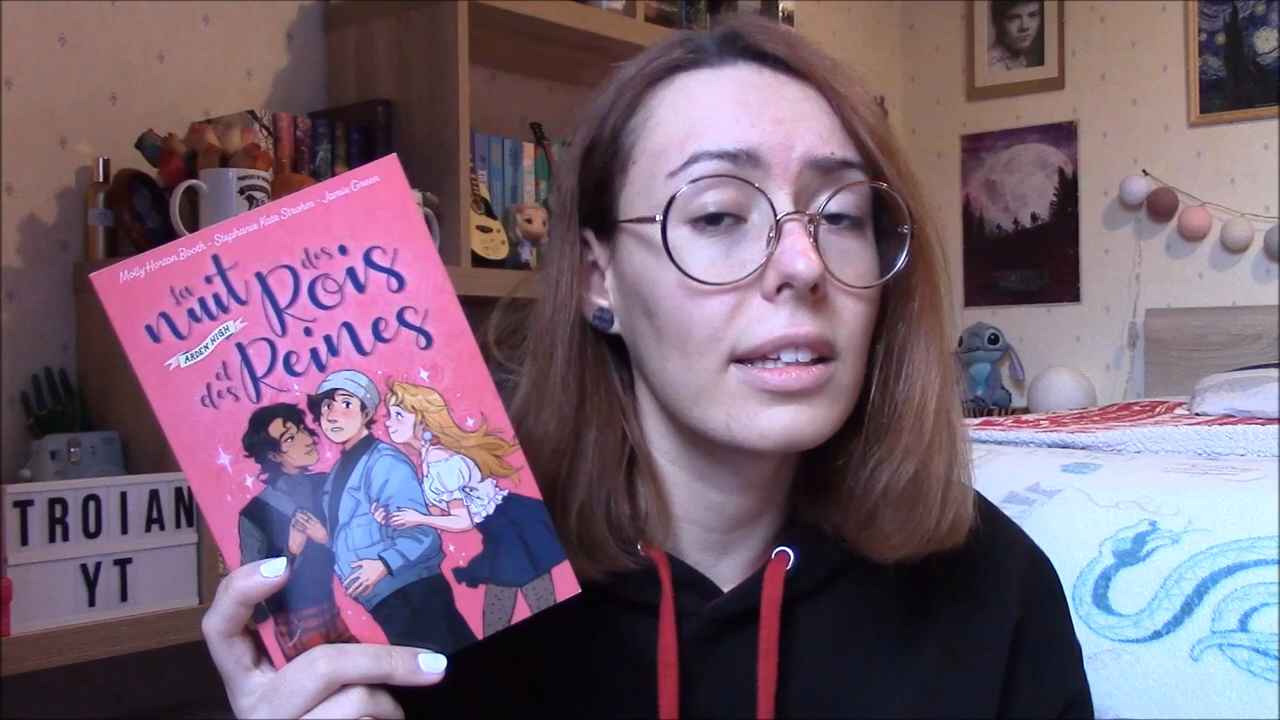 Molly Horton Booth - Stephanie Kate Strohm - Jamie Green
La nuit des Rois
ARDEN HIGH
et des Reines
TROIAN
YT